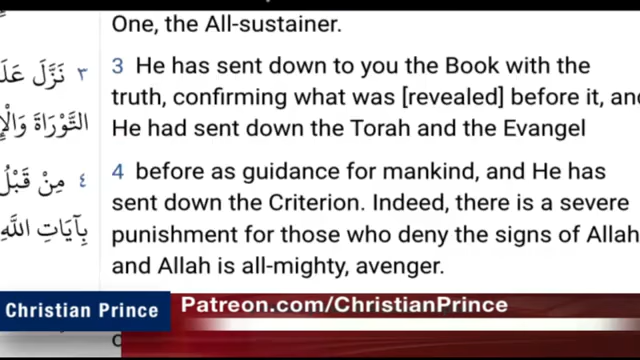 One, the All-sustainer.
٣ نَزَّلَ
3 He has sent down to you the Book with the
truth, confirming what was [revealed] before it, and
التَّوْرَاةَ
He had sent down the Torah and the Evangel
٤ مِن قَبْلُ
4 before as guidance for mankind, and He has
sent down the Criterion. Indeed, there is a severe
بِآيَاتِ اللَّهِ
punishment for those who deny the signs of Allah
and Allah is all-mighty, avenger.
Christian Prince
Patreon.com/ChristianPrince